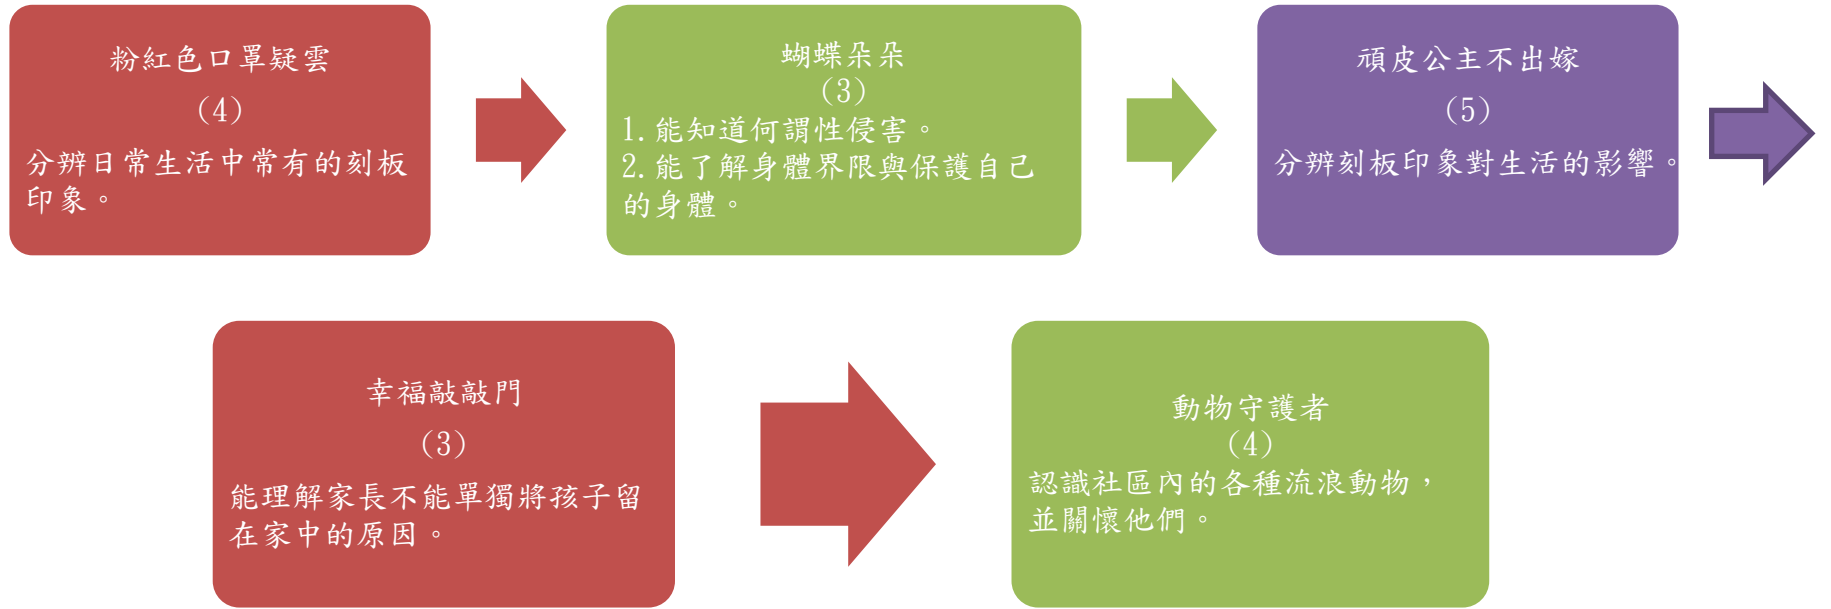 粉紅色口罩疑雲
(4)
分辨日常生活中常有的刻板
印象。
蝴蝶朵朵
(3)
1.能知道何謂性侵害。
2.能了解身體界限與保護自己
的身體。
頑皮公主不出嫁
(5)
分辨刻板印象對生活的影響。
幸福敲敲門
(3)
能理解家長不能單獨將孩子留
在家中的原因。
動物守護者
(4)
認識社區內的各種流浪動物，
並關懷他們。